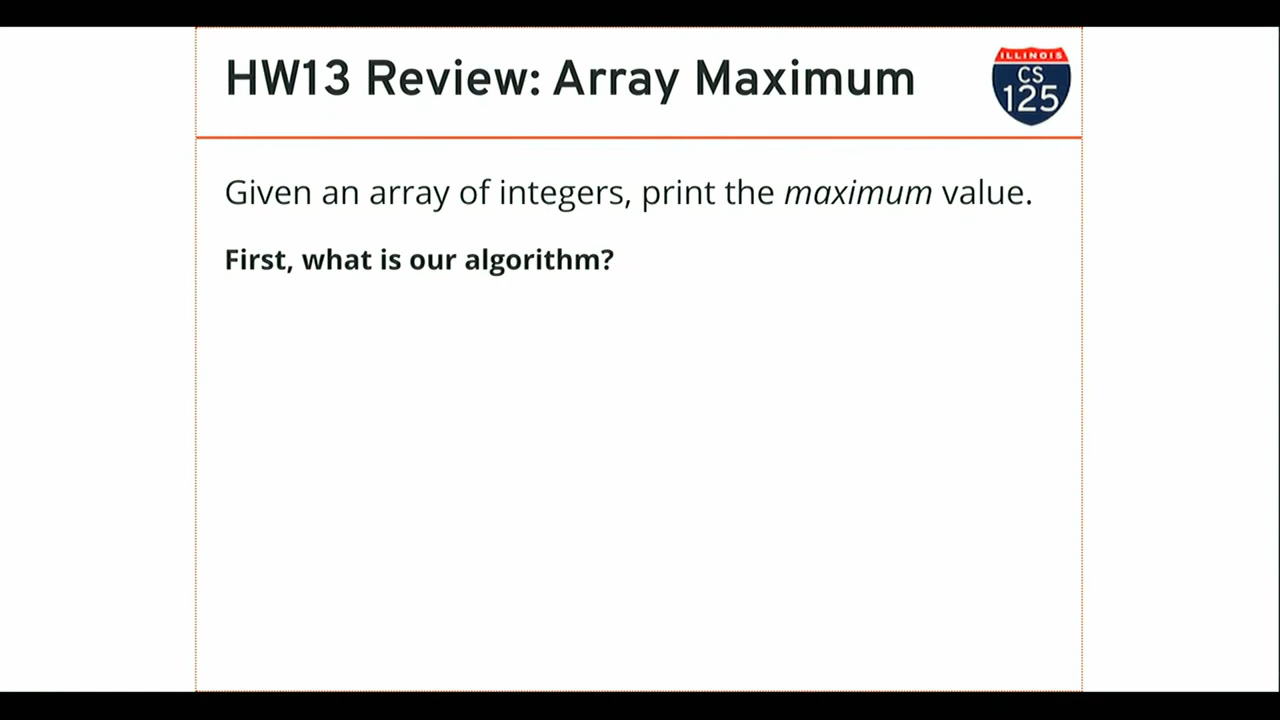 HW13 Review: Array Maximum
ILLINOIS
CS
125
Given an array of integers, print the maximum value.
First, what is our algorithm?